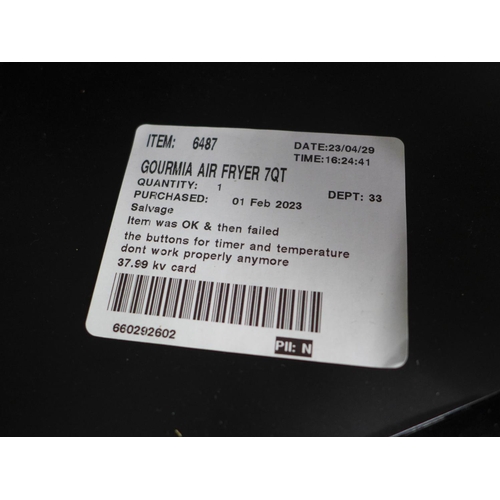 ITEM: 6487 DATE:23/04/29
TIME:16:24:41
GOURMIA AIR FRYER 7QT
QUANTITY: 1 DEPT: 33
PURCHASED: 01 Feb 2023
Salvage
Item was OK & then failed
the buttons for timer and temperature
dont work properly anymore
37.99 kv card
660292602
PII: N